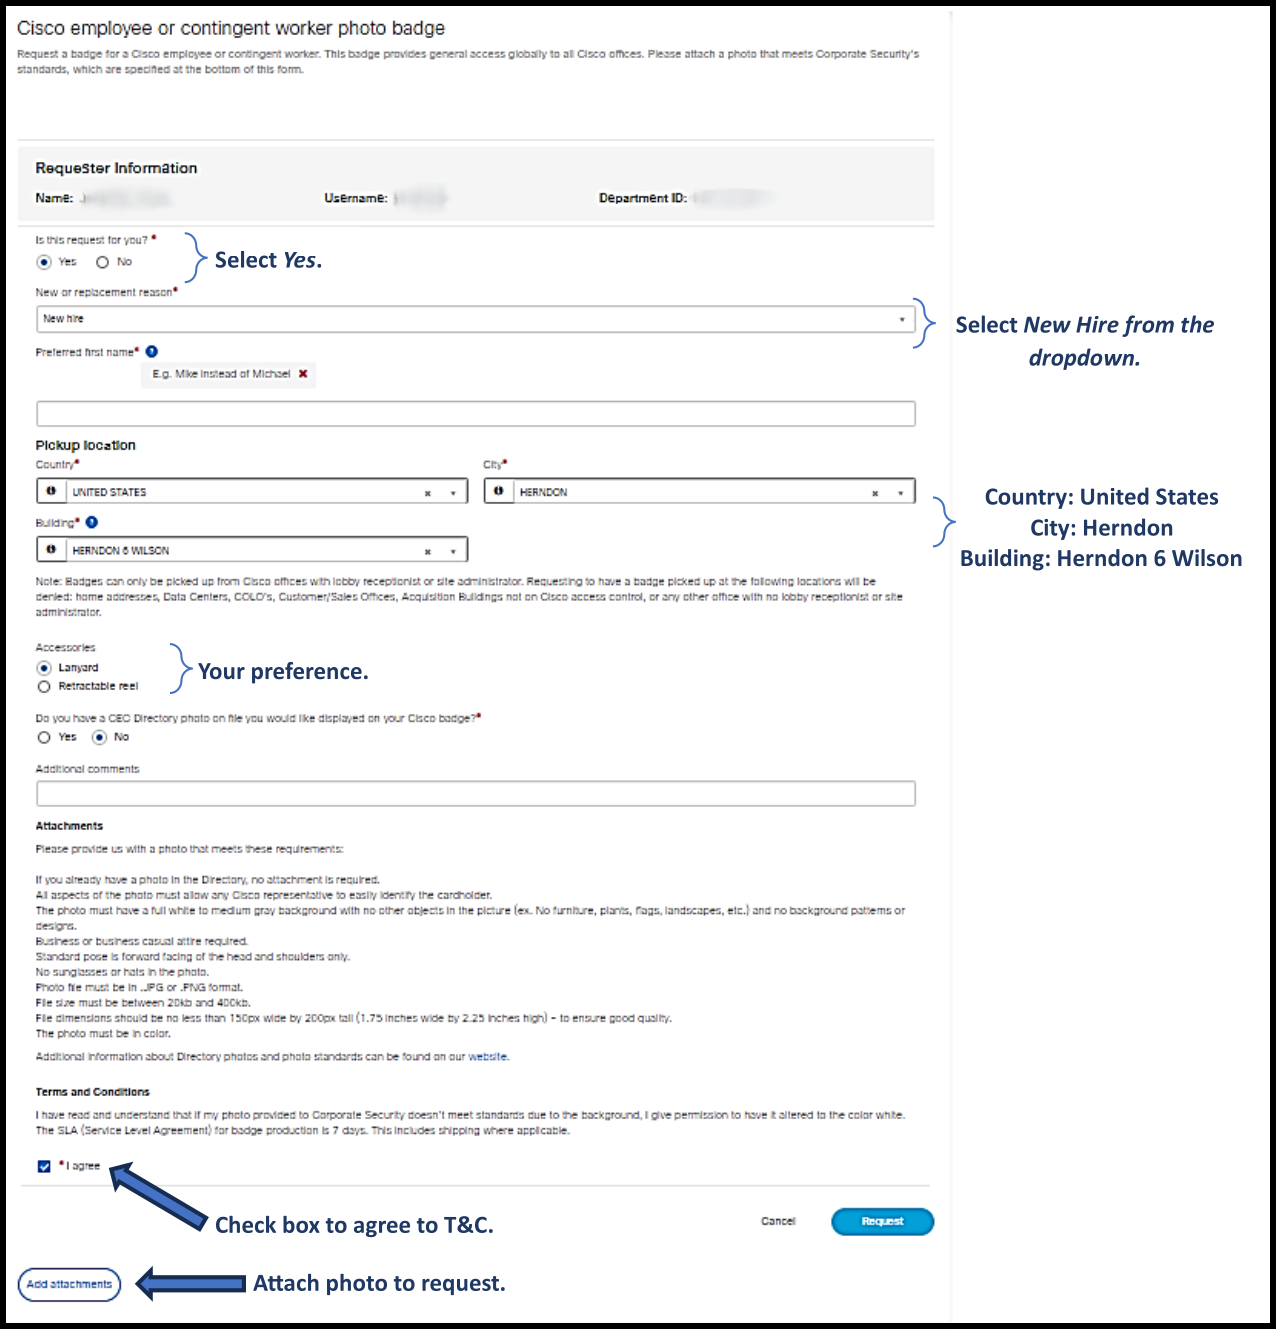 Cisco employee or contingent worker photo badge
Request a badge for a Cisco employee or contingent worker. This badge provides general access globally to all Cisco offices. Please attach a photo that meets Corporate Security's
standards, which are specified at the bottom of this form.
Requester Information
Name:
Username:
Department ID:
Is this request for you? *
Yes No
Select Yes.
New or replacement reason*
New hire
Select New Hire from the
dropdown.
Preferred first name* ?
E.g. Mike instead of Michael ✖
Pickup location
Country* City*
UNITED STATES HERNDON
Building* ?
HERNDON 6 WILSON
Country: United States
City: Herndon
Building: Herndon 6 Wilson
Note: Badges can only be picked up from Cisco offices with lobby receptionist or site administrator. Requesting to have a badge picked up at the following locations will be
denied: home addresses, Data Centers, COLO's, Customer/Sales Offices, Acquisition Buildings not on Cisco access control, or any other office with no lobby receptionist or site
administrator.
Accessories
Lanyard
Retractable reel
Your preference.
Do you have a CEC Directory photo on file you would like displayed on your Cisco badge?*
Yes No
Additional comments
Attachments
Please provide us with a photo that meets these requirements:
If you already have a photo in the Directory, no attachment is required.
All aspects of the photo must allow any Cisco representative to easily identify the cardholder.
The photo must have a full white to medium gray background with no other objects in the picture (ex. No furniture, plants, flags, landscapes, etc.) and no background patterns or
designs.
Business or business casual attire required.
Standard pose is forward facing of the head and shoulders only.
No sunglasses or hats in the photo.
Photo file must be in .JPG or .PNG format.
File size must be between 20kb and 400kb.
File dimensions should be no less than 150px wide by 200px tall (1.75 inches wide by 2.25 inches high) - to ensure good quality.
The photo must be in color.
Additional information about Directory photos and photo standards can be found on our website.
Terms and Conditions
I have read and understand that if my photo provided to Corporate Security doesn't meet standards due to the background, I give permission to have it altered to the color white.
The SLA (Service Level Agreement) for badge production is 7 days. This includes shipping where applicable.
* I agree
Check box to agree to T&C.
Cancel Request
Add attachments
Attach photo to request.